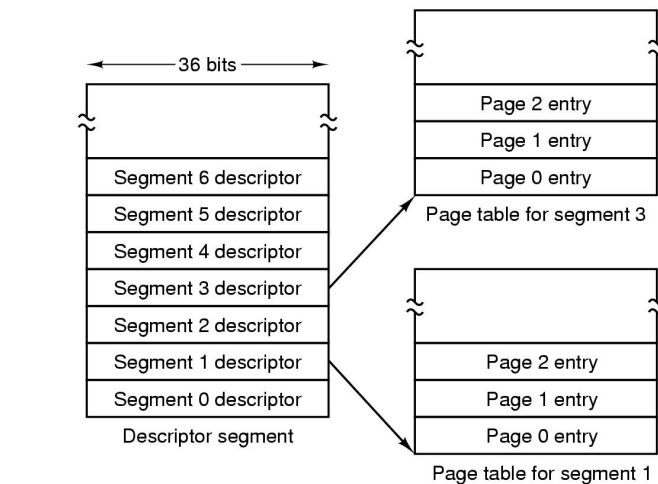 36 bits
Segment 6 descriptor
Segment 5 descriptor
Segment 4 descriptor
Segment 3 descriptor
Segment 2 descriptor
Segment 1 descriptor
Segment 0 descriptor
Descriptor segment
Page 2 entry
Page 1 entry
Page 0 entry
Page table for segment 3
Page 2 entry
Page 1 entry
Page 0 entry
Page table for segment 1